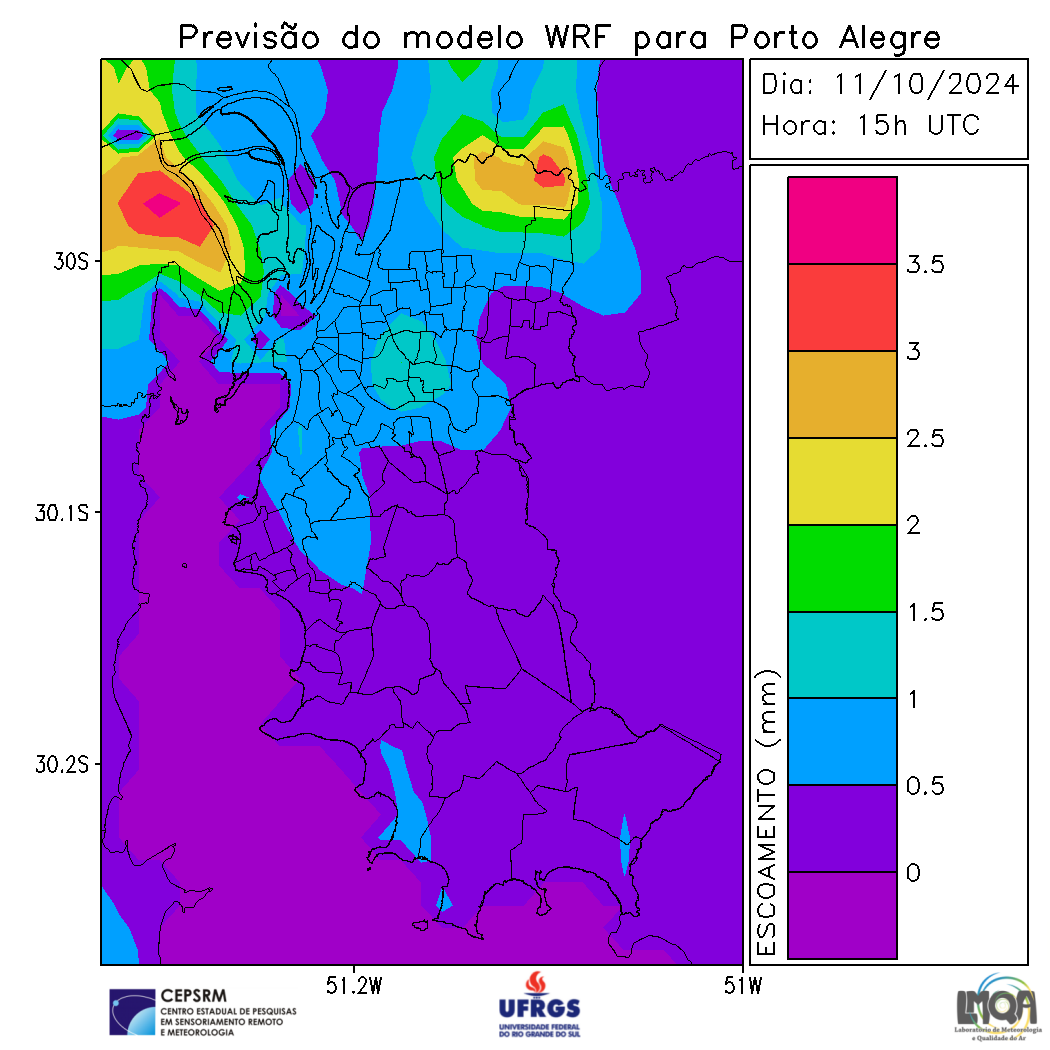 Previsão do modelo WRF para Porto Alegre
Dia: 11/10/2024
Hora: 15h UTC
30S
30.1S
30.2S
51.2W
51W
ESCOAMENTO (mm)
3.5
3
2.5
2
1.5
1
0.5
0
CEPSRM
CENTRO ESTADUAL DE PESQUISAS
EM SENSORIAMENTO REMOTO
E METEOROLOGIA
UFRGS
UNIVERSIDADE FEDERAL
DO RIO GRANDE DO SUL
LMQA
Laboratório de Meteorologia
e Qualidade do Ar